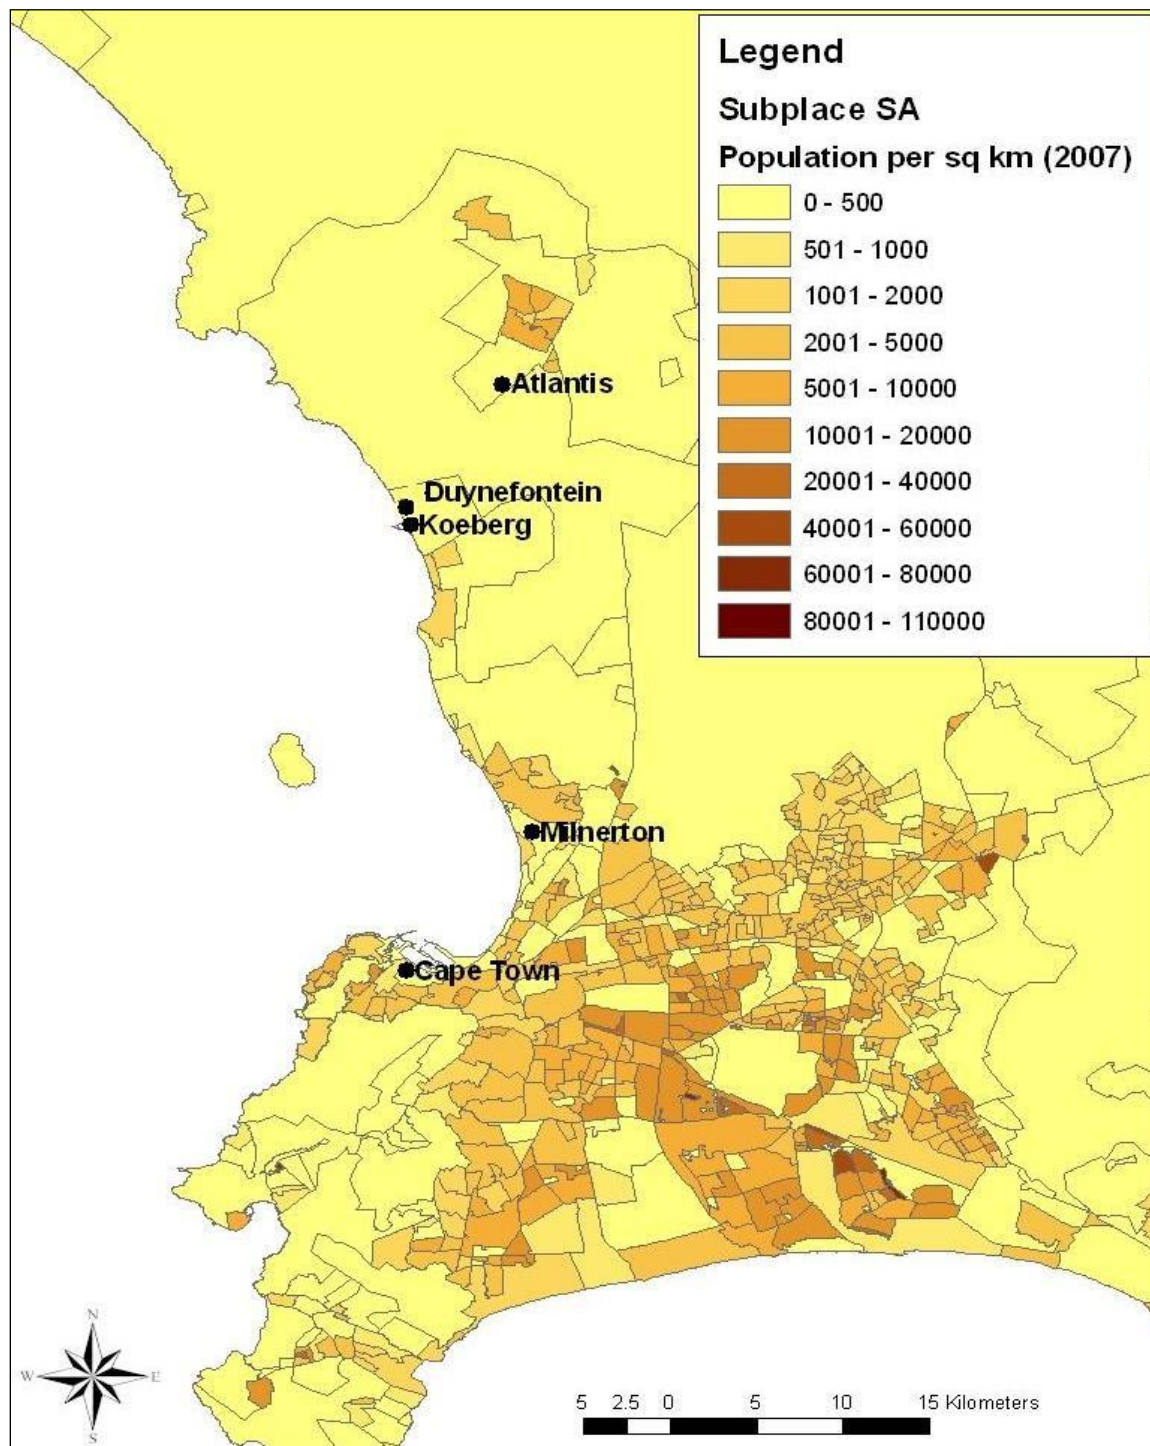 Legend
Subplace SA
Population per sq km (2007)
0 - 500
501 - 1000
1001 - 2000
2001 - 5000
5001 - 10000
10001 - 20000
20001 - 40000
40001 - 60000
60001 - 80000
80001 - 110000
Atlantis
Duynefontein
Koeberg
Milnerton
Cape Town
N
W E
S
5 2.5 0 5 10 15 Kilometers